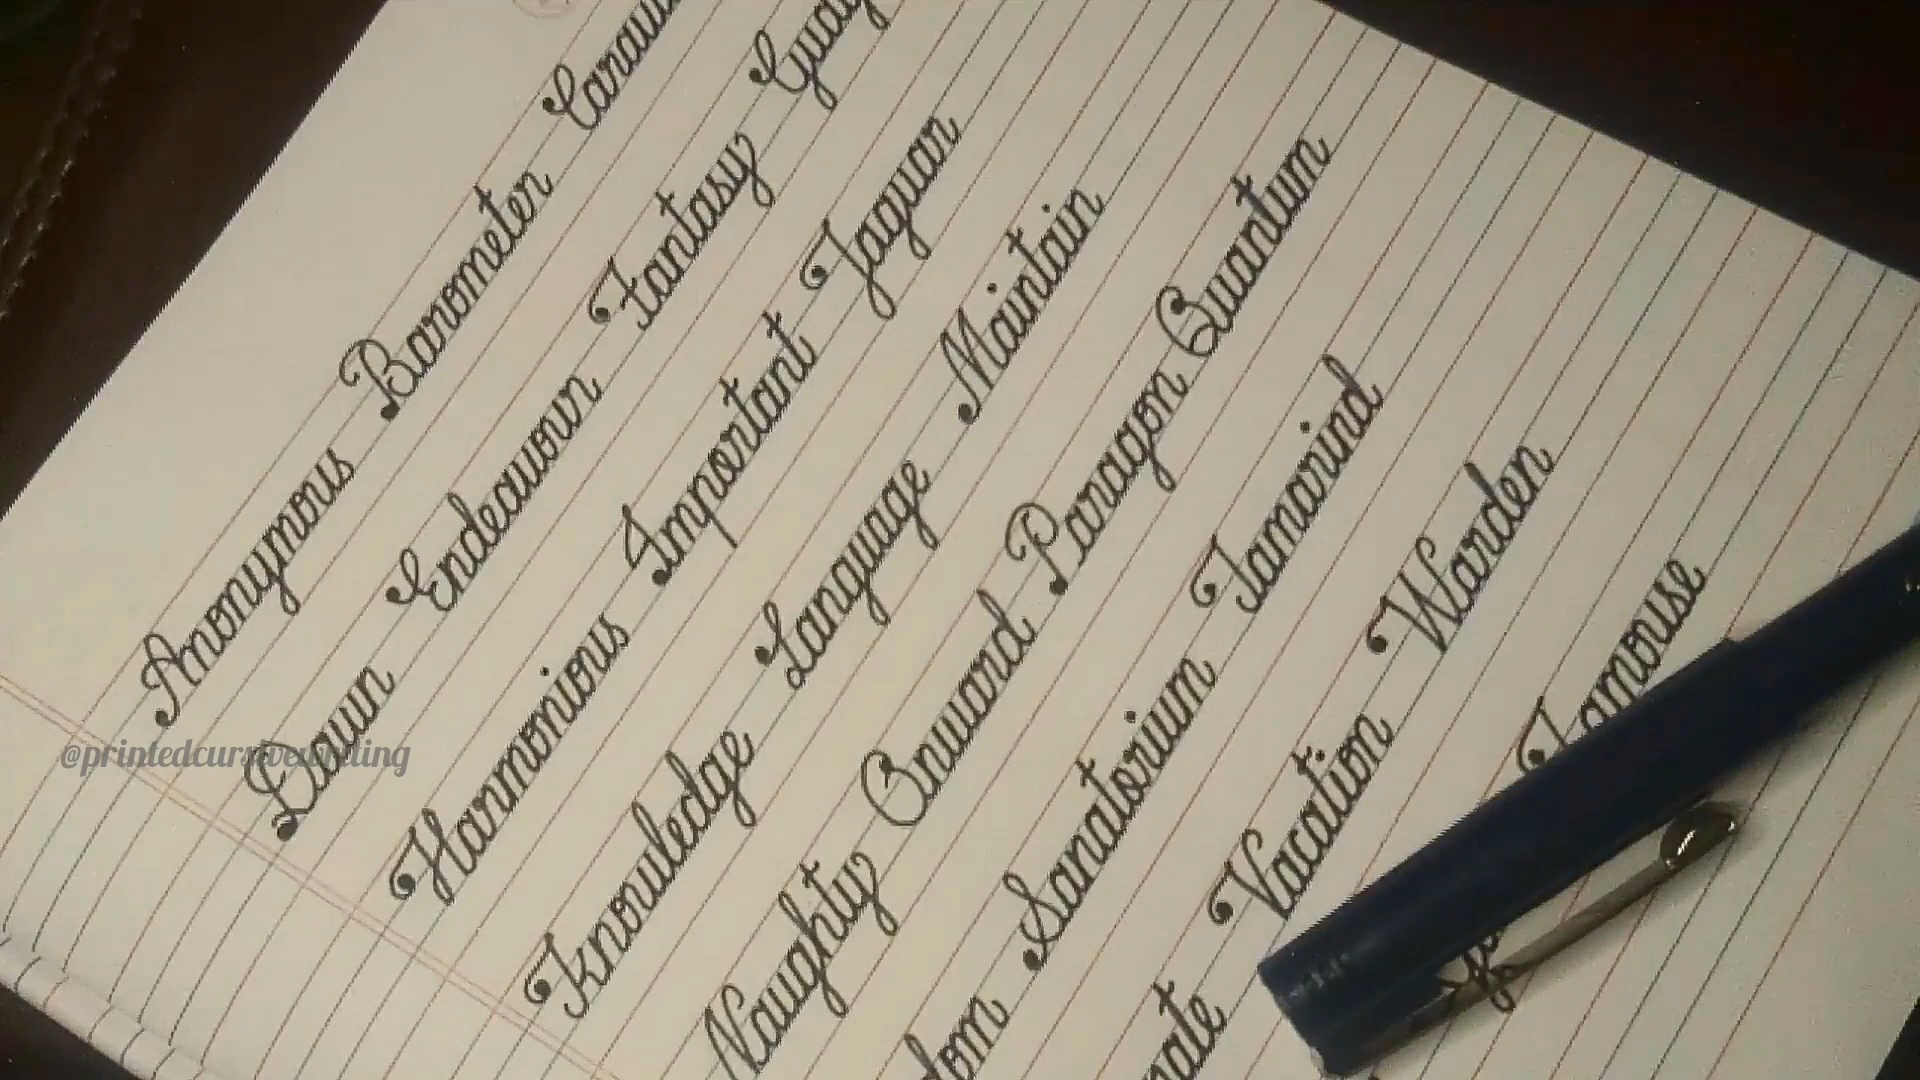 Anonymous Barometer
Dawn Endeavour Fantasy
Harmonious Important Jaguar
Knowledge Language Maintain
Naughty Onward Paragon Quantum
Sanatorium Tamarind
Vacation Warden
@printedcursivewriting